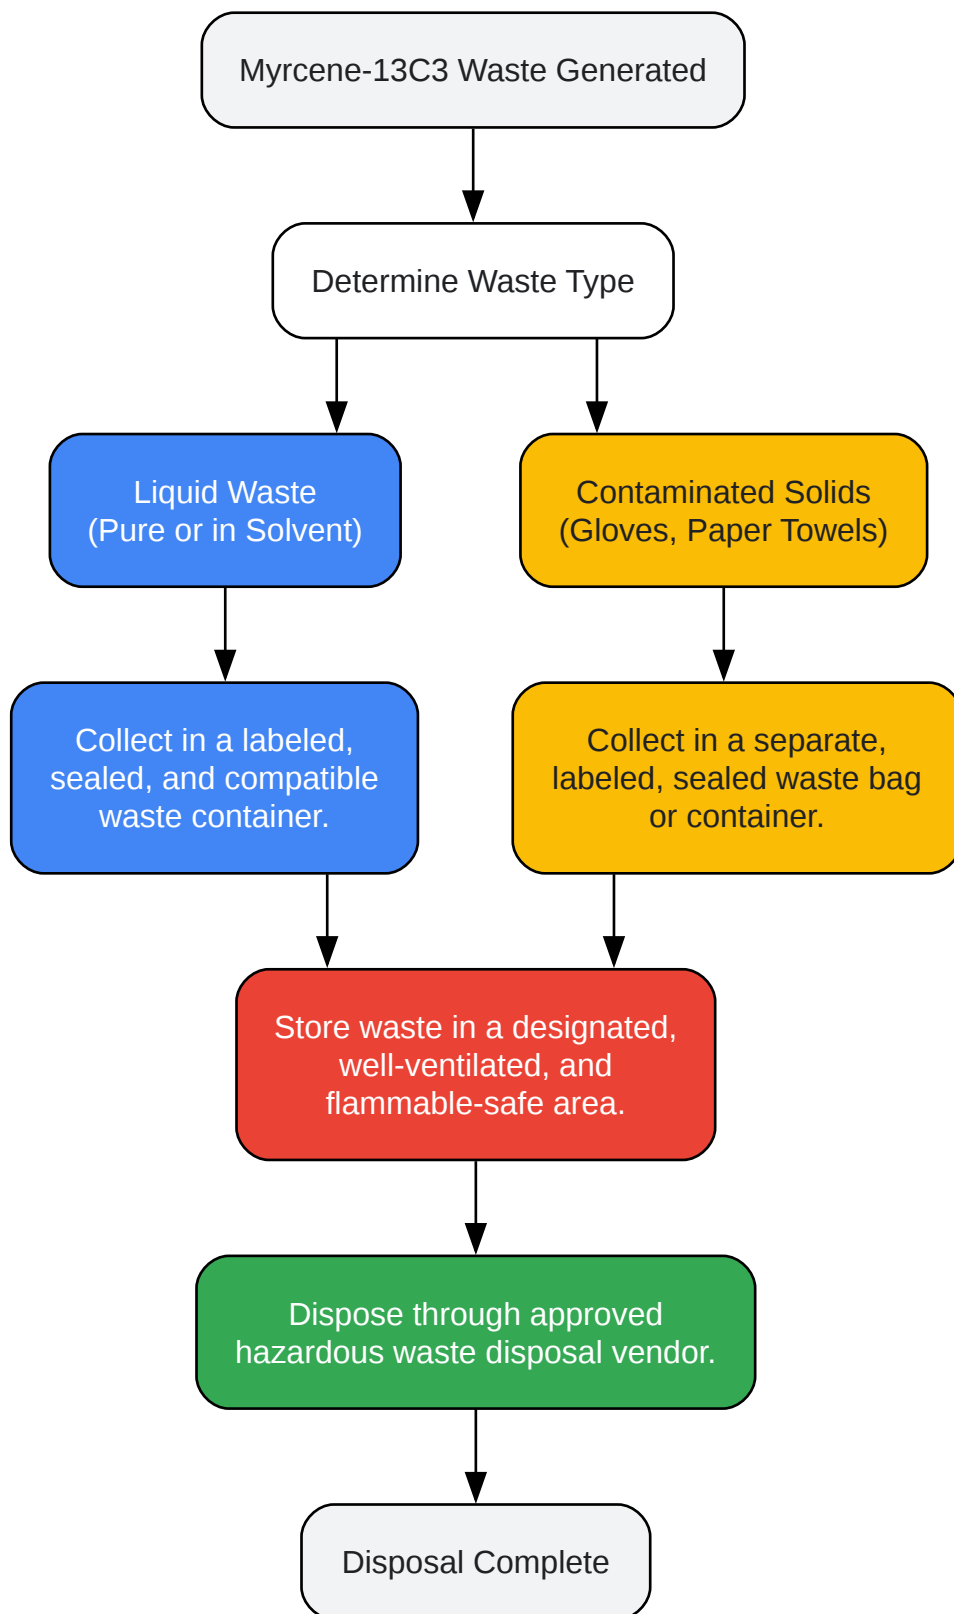 Myrcene-13C3 Waste Generated
Determine Waste Type
Liquid Waste
(Pure or in Solvent)
Contaminated Solids
(Gloves, Paper Towels)
Collect in a labeled,
sealed, and compatible
waste container.
Collect in a separate,
labeled, sealed waste bag
or container.
Store waste in a designated,
well-ventilated, and
flammable-safe area.
Dispose through approved
hazardous waste disposal vendor.
Disposal Complete